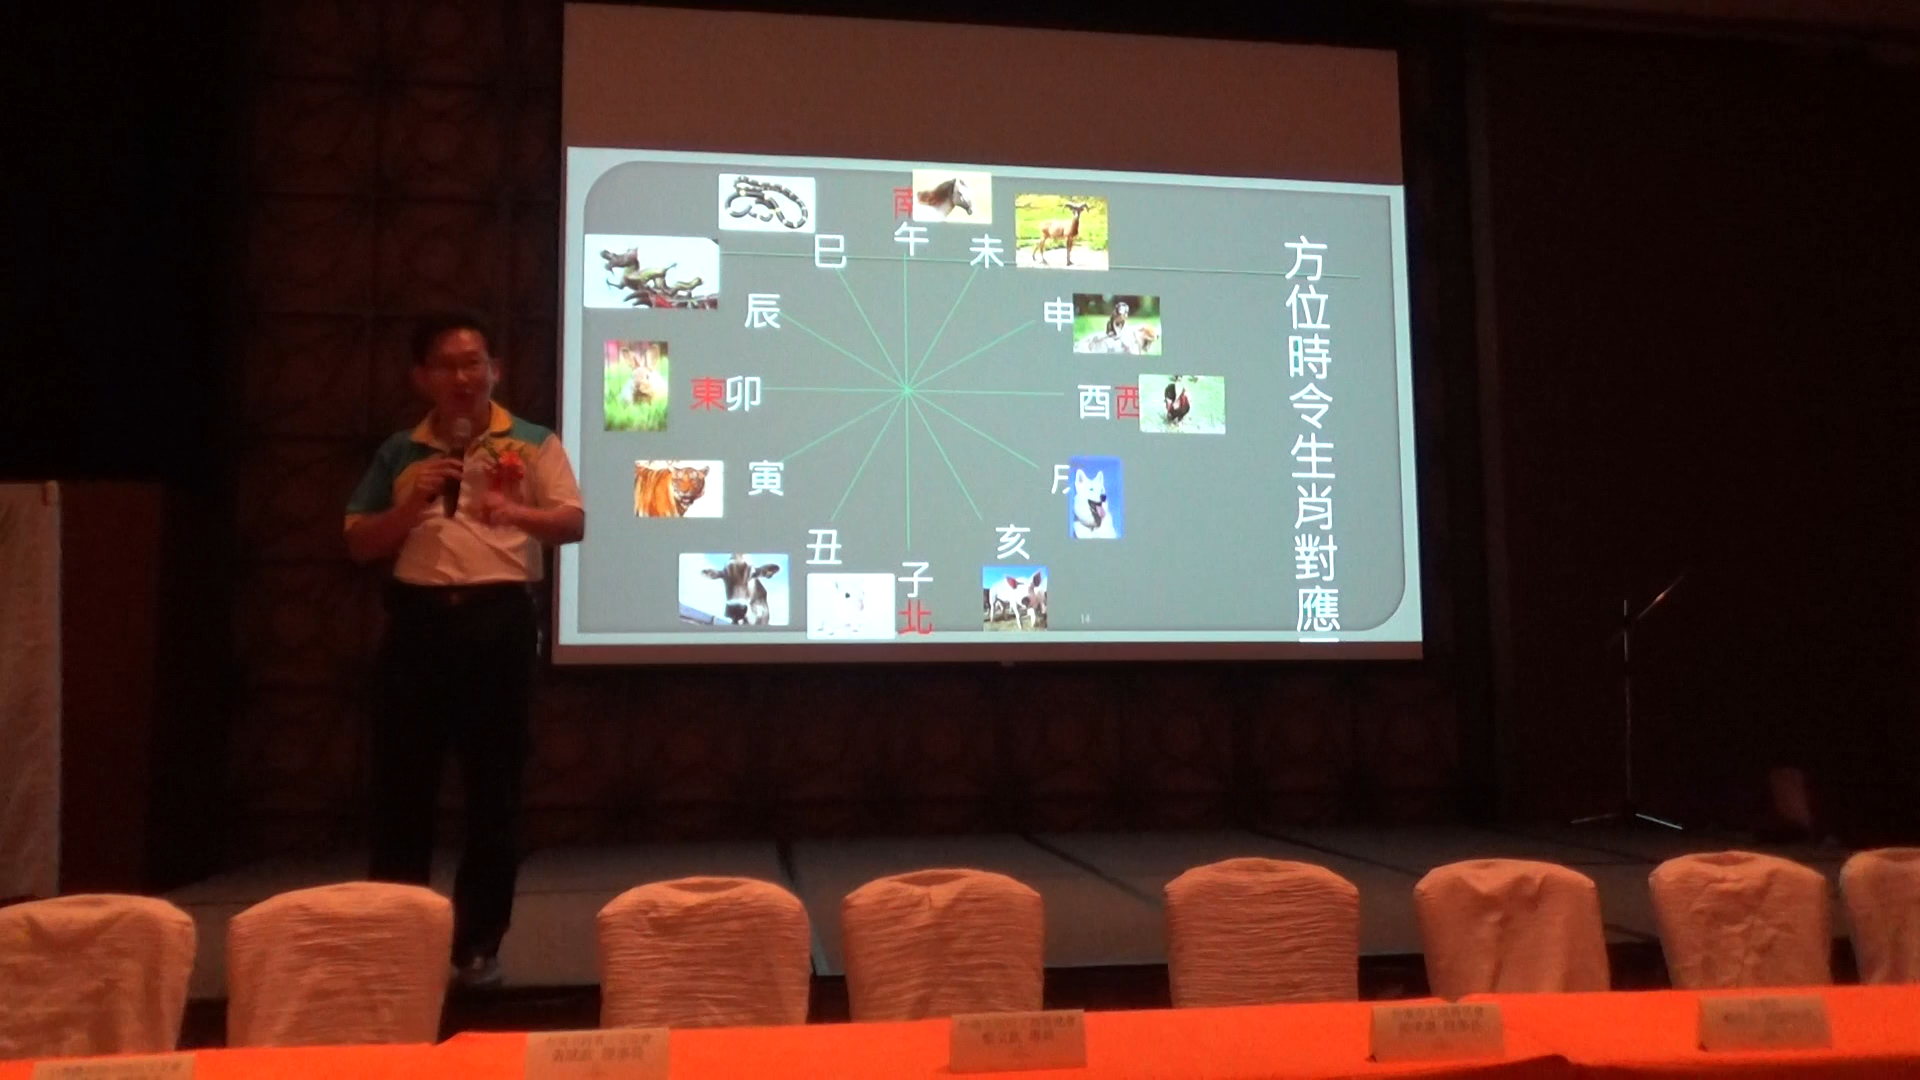 南
巳
午
未
辰
申
東卯
酉西
寅
丑
子
亥
北
14
方位時令生肖對應